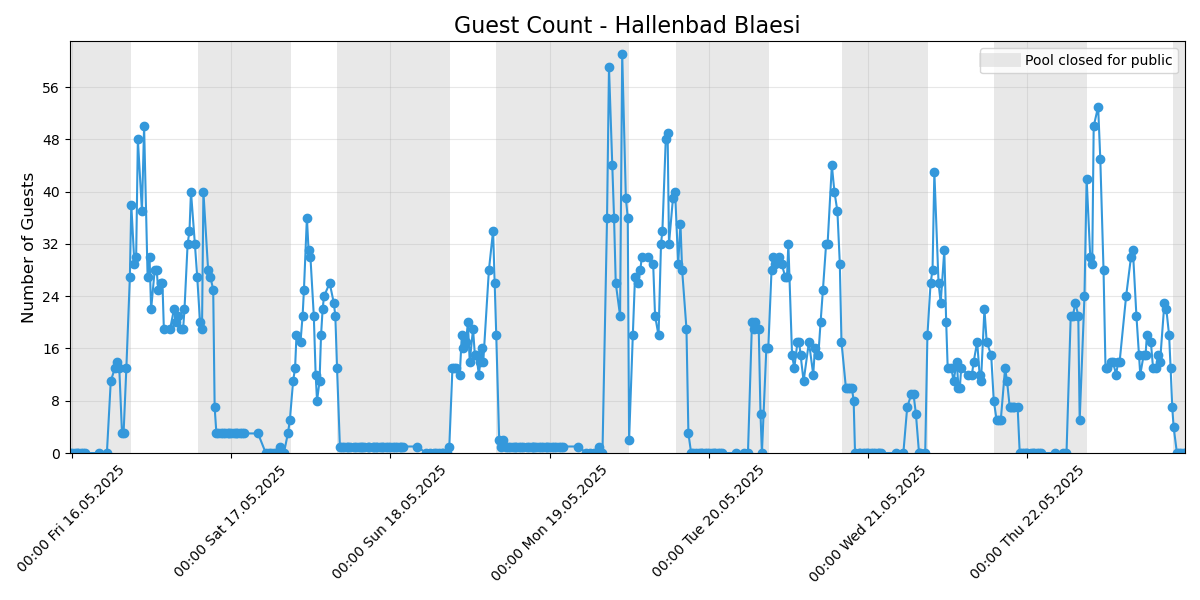 Guest Count - Hallenbad Blaesi
Pool closed for public
Number of Guests
56
48
40
32
24
16
8
0
00:00 Fri 16.05.2025
00:00 Sat 17.05.2025
00:00 Sun 18.05.2025
00:00 Mon 19.05.2025
00:00 Tue 20.05.2025
00:00 Wed 21.05.2025
00:00 Thu 22.05.2025